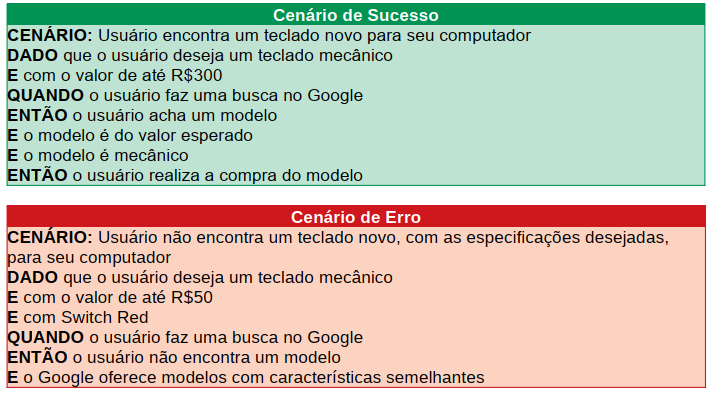 Cenário de Sucesso
CENÁRIO: Usuário encontra um teclado novo para seu computador
DADO que o usuário deseja um teclado mecânico
E com o valor de até R$300
QUANDO o usuário faz uma busca no Google
ENTÃO o usuário acha um modelo
E o modelo é do valor esperado
E o modelo é mecânico
ENTÃO o usuário realiza a compra do modelo
Cenário de Erro
CENÁRIO: Usuário não encontra um teclado novo, com as especificações desejadas,
para seu computador
DADO que o usuário deseja um teclado mecânico
E com o valor de até R$50
E com Switch Red
QUANDO o usuário faz uma busca no Google
ENTÃO o usuário não encontra um modelo
E o Google oferece modelos com características semelhantes